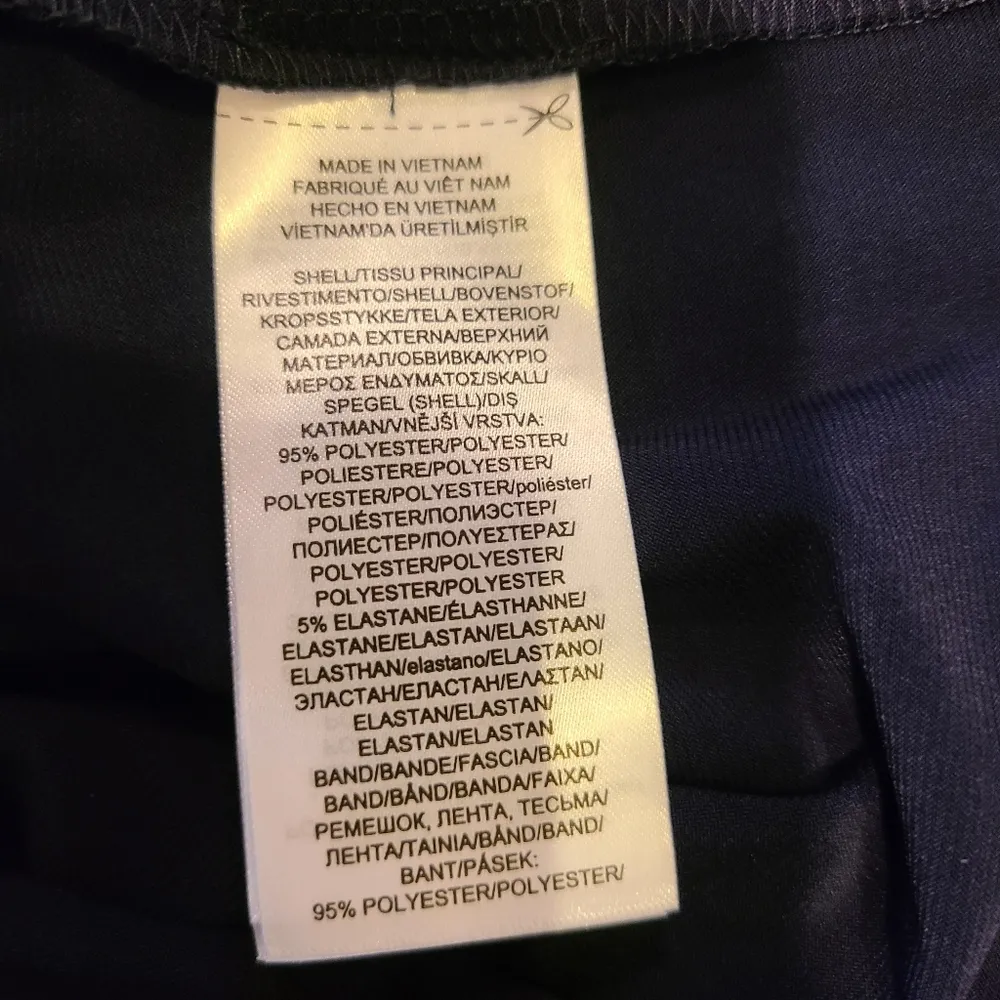 MADE IN VIETNAM
FABRIQUÉ AU VIÊT NAM
HECHO EN VIETNAM
VİETNAM'DA ÜRETİLMİŞTİR
SHELL/TISSU PRINCIPAL/
RIVESTIMENTO/SHELL/BOVENSTOF/
KROPSSTYKKE/TELA EXTERIOR/
CAMADA EXTERNA/ВЕРХНИЙ
МАТЕРИАЛ/ОБВИВКА/ΚΥΡΙΟ
ΜΕΡΟΣ ΕΝΔΥΜΑΤΟΣ/SKALL/
SPEGEL (SHELL)/DIŞ
KATMAN/VNĚJŠÍ VRSTVA:
95% POLYESTER/POLYESTER/
POLIESTERE/POLYESTER/
POLYESTER/POLYESTER/poliéster/
POLIÉSTER/ПОЛИЭСТЕР/
ПОЛИЕСТЕР/ΠΟΛΥΕΣΤΕΡΑΣ/
POLYESTER/POLYESTER/
POLYESTER/POLYESTER
5% ELASTANE/ÉLASTHANNE/
ELASTANE/ELASTAN/ELASTAAN/
ELASTHAN/elastano/ELASTANO/
ЭЛАСТАН/ЕЛАСТАН/ΕΛΑΣΤΑΝ/
ELASTAN/ELASTAN/
ELASTAN/ELASTAN
BAND/BANDE/FASCIA/BAND/
BAND/BÅND/BANDA/FAIXA/
РЕМЕШОК, ЛЕНТА, ТЕСЬМА/
ЛЕНТА/ΤΑΙΝΙΑ/BÅND/BAND/
BANT/PÁSEK:
95% POLYESTER/POLYESTER/